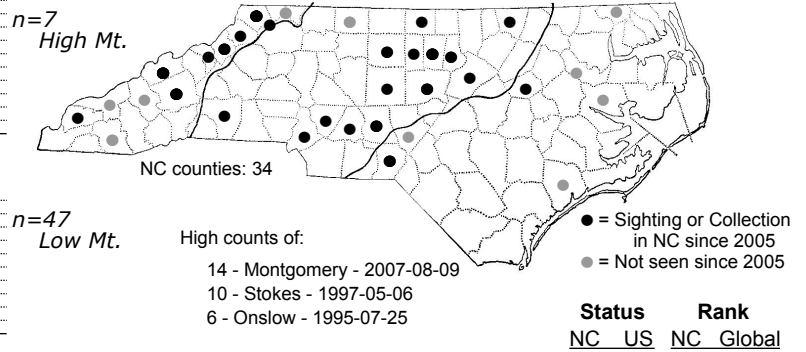 n=7
High Mt.
NC counties: 34
n=47
Low Mt.
High counts of:
14 - Montgomery - 2007-08-09
10 - Stokes - 1997-05-06
6 - Onslow - 1995-07-25
= Sighting or Collection
in NC since 2005
= Not seen since 2005
Status Rank
NC US NC Global